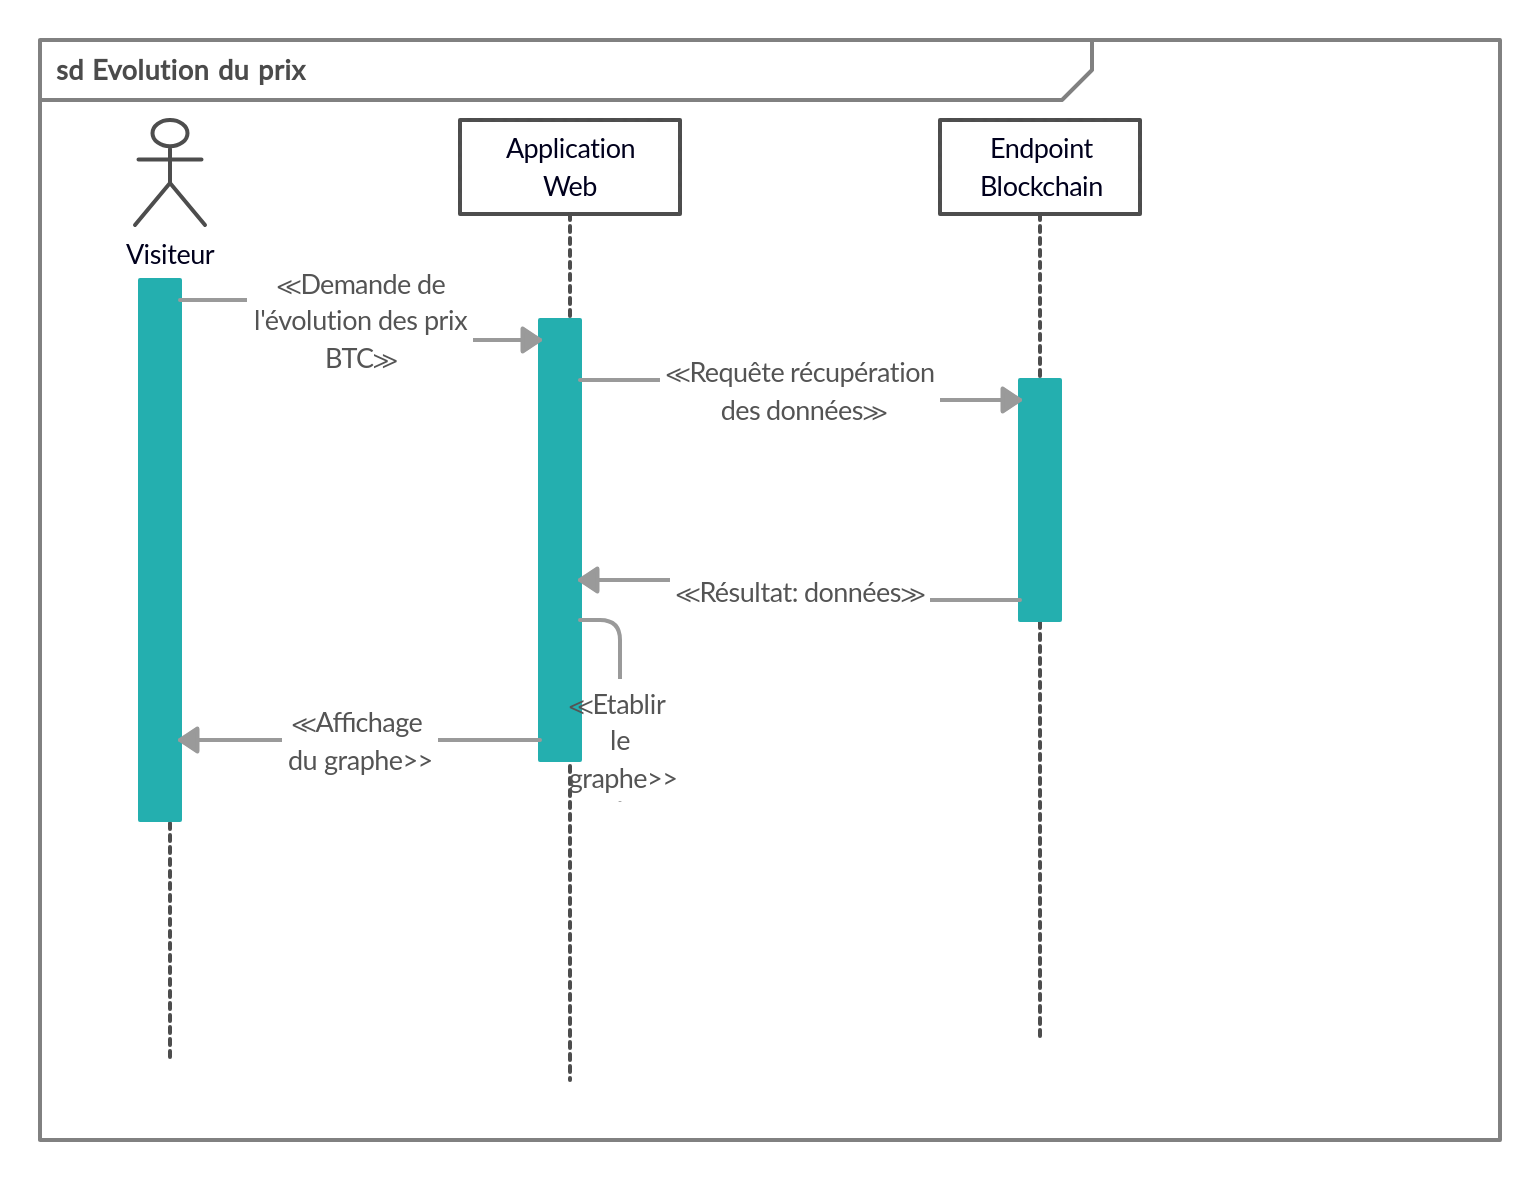 sd Evolution du prix
Application
Web
Endpoint
Blockchain
Visiteur
≪Demande de
l'évolution des prix
BTC≫
≪Requête récupération
des données≫
≪Résultat: données≫
≪Etablir
le
graphe>>
≪Affichage
du graphe>>